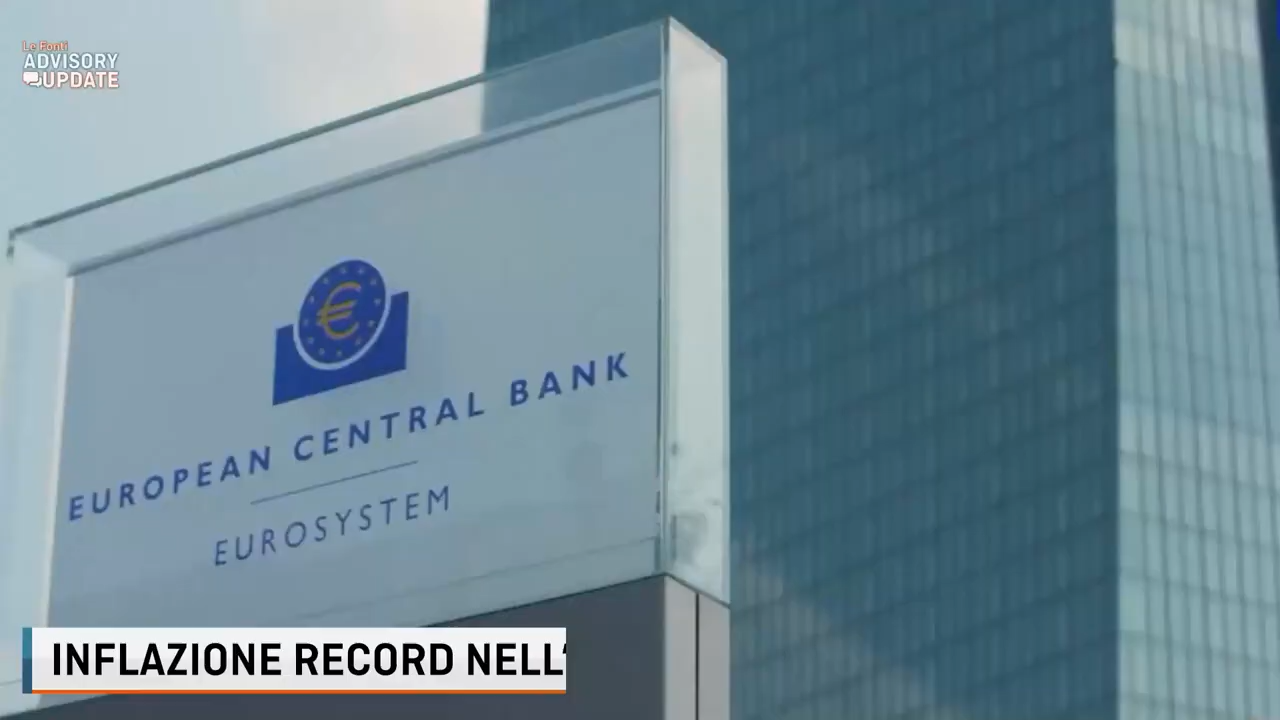 Le Fonti
ADVISORY
UPDATE
€
EUROPEAN CENTRAL BANK
EUROSYSTEM
INFLAZIONE RECORD NELL'